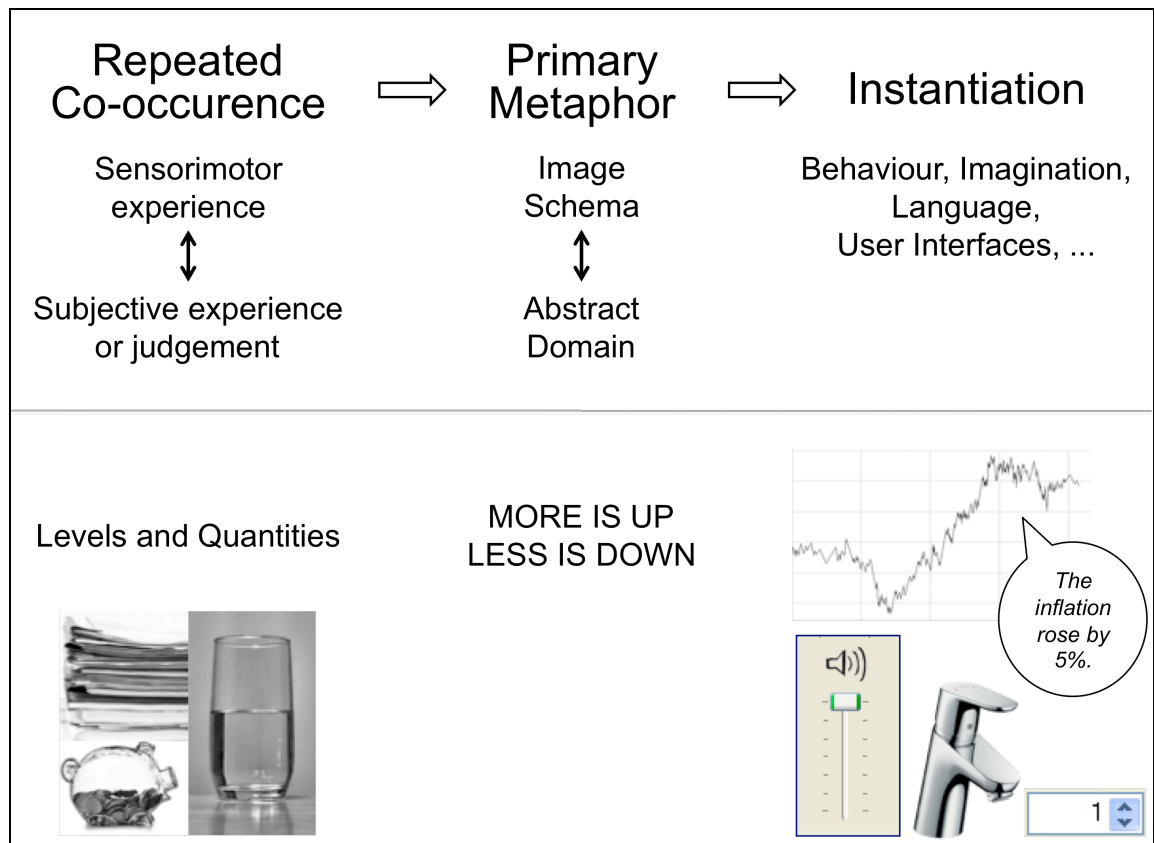 Repeated
Co-occurence
Primary
Metaphor
Instantiation
Sensorimotor
experience
Subjective experience
or judgement
Image
Schema
Abstract
Domain
Behaviour, Imagination,
Language,
User Interfaces, ...
Levels and Quantities
MORE IS UP
LESS IS DOWN
The
inflation
rose by
5%.
1